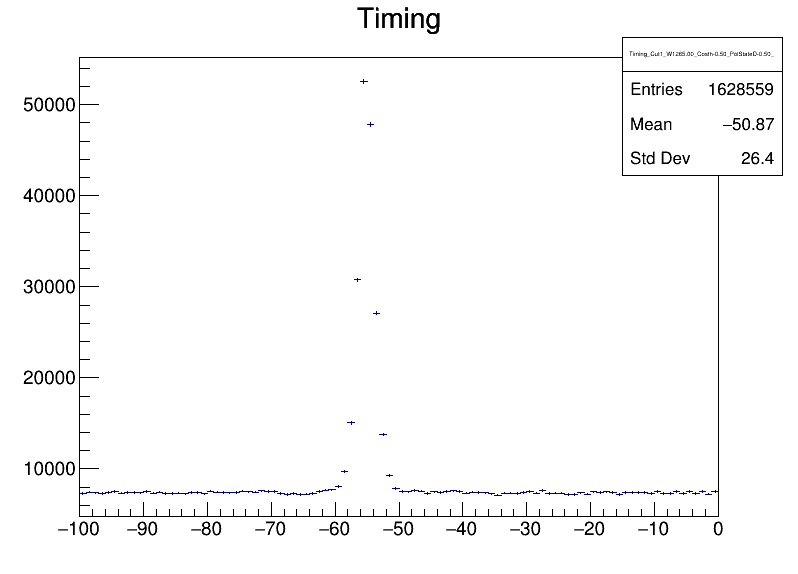 Timing
Timing_Cut1_W1265.00_Costh-0.50_PolStateD-0.50_
Entries 1628559
Mean −50.87
Std Dev 26.4
50000
40000
30000
20000
10000
−100 −90 −80 −70 −60 −50 −40 −30 −20 −10 0